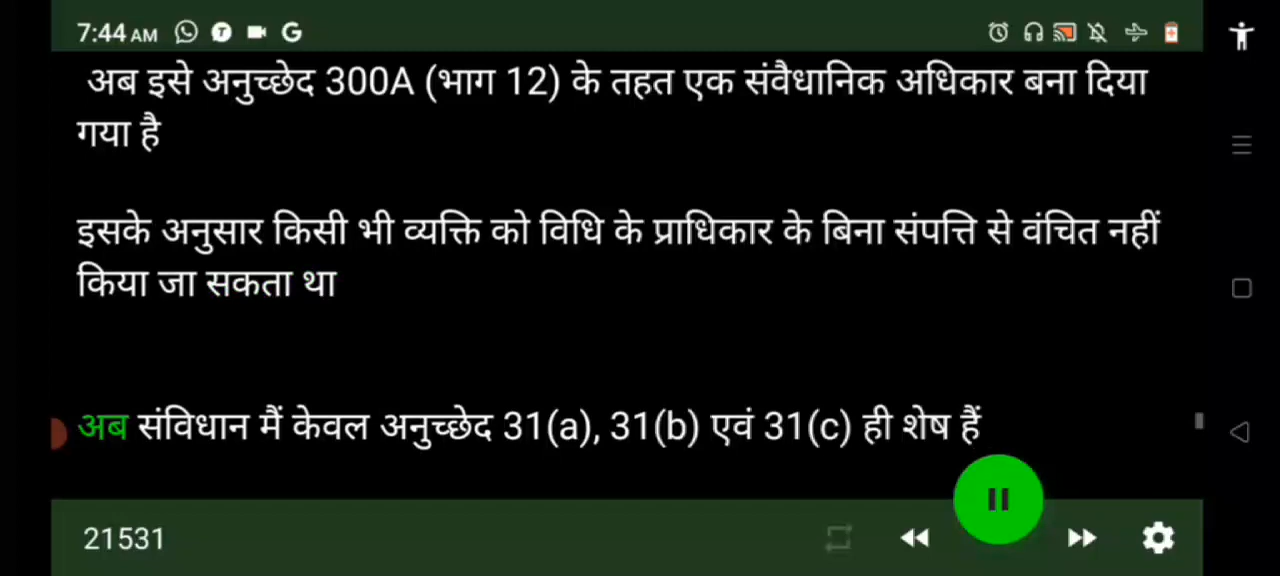 7:44 AM
अब इसे अनुच्छेद 300A (भाग 12) के तहत एक संवैधानिक अधिकार बना दिया
गया है
इसके अनुसार किसी भी व्यक्ति को विधि के प्राधिकार के बिना संपत्ति से वंचित नहीं
किया जा सकता था
अब संविधान मैं केवल अनुच्छेद 31(a), 31(b) एवं 31(c) ही शेष हैं
21531